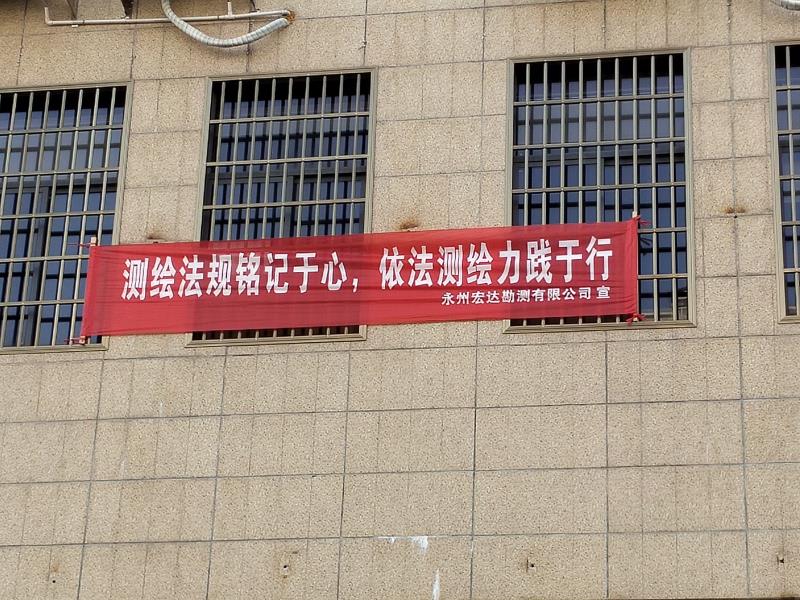 测绘法规铭记于心，依法测绘力践于行
永州宏达勘测有限公司 宣